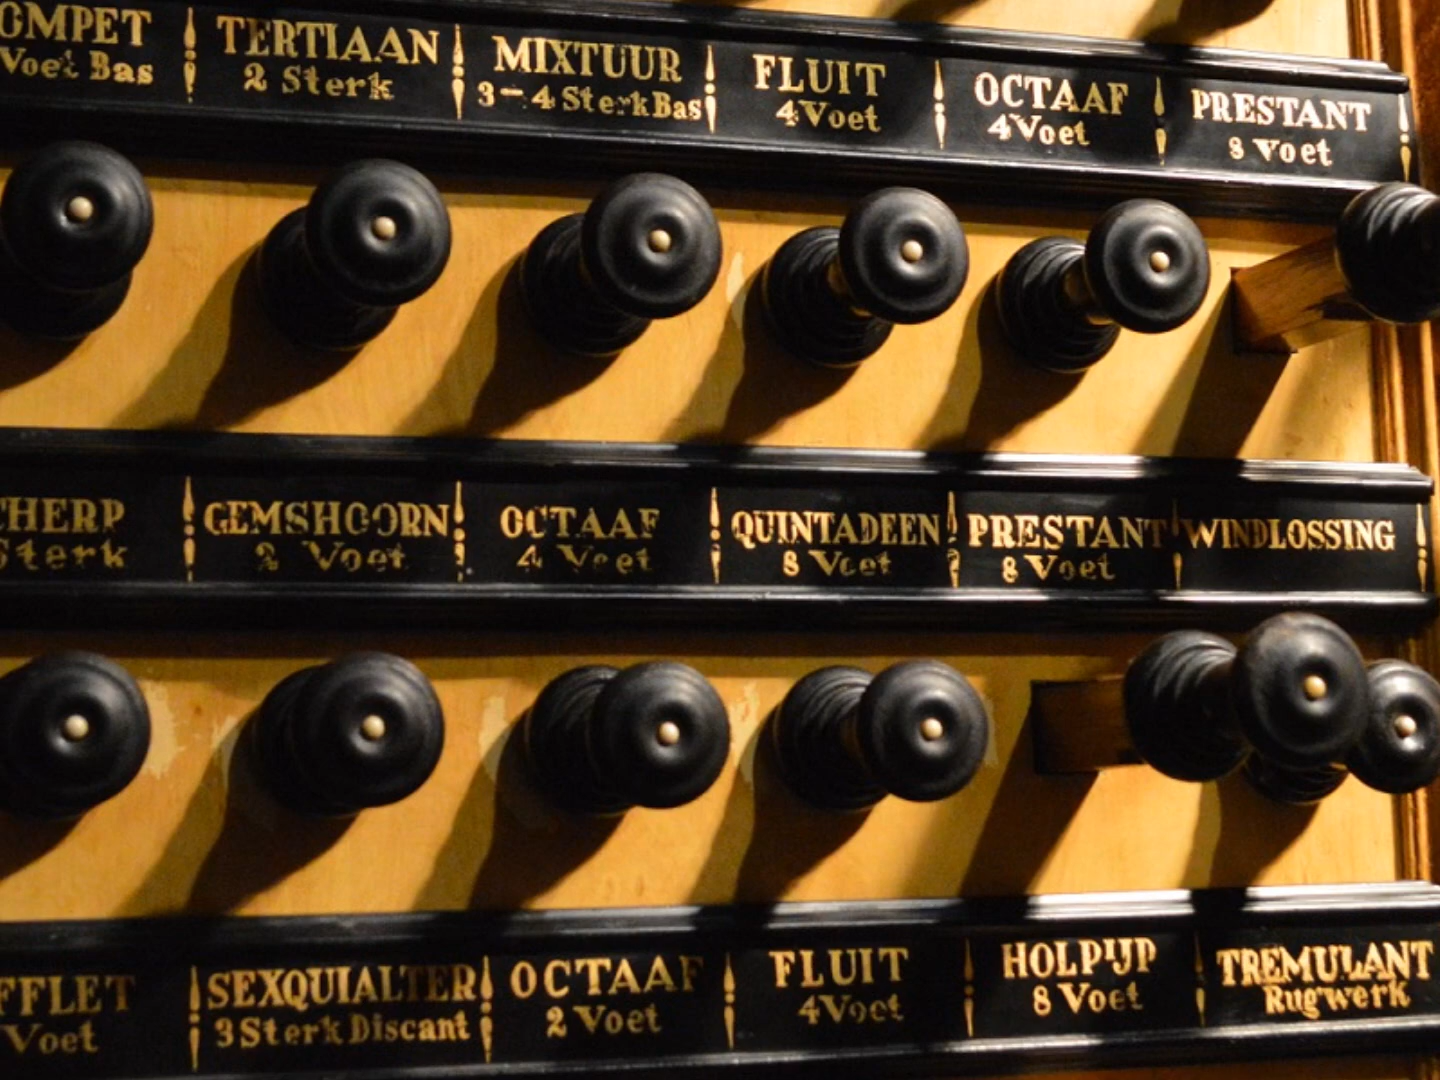 OMPET TERTIAAN MIXTUUR FLUIT OCTAAF PRESTANT
Voet Bas 2 Sterk 3-4 Sterk Bas 4 Voet 4 Voet 8 Voet
CHERP GEMSHOORN OCTAAF QUINTADEEN PRESTANT WINDLOSSING
Sterk 2 Voet 4 Voet 8 Voet 8 Voet
FFLET SEXQUIALTER OCTAAF FLUIT HOLPIJP TREMULANT
Voet 3 Sterk Discant 2 Voet 4 Voet 8 Voet Rugwerk